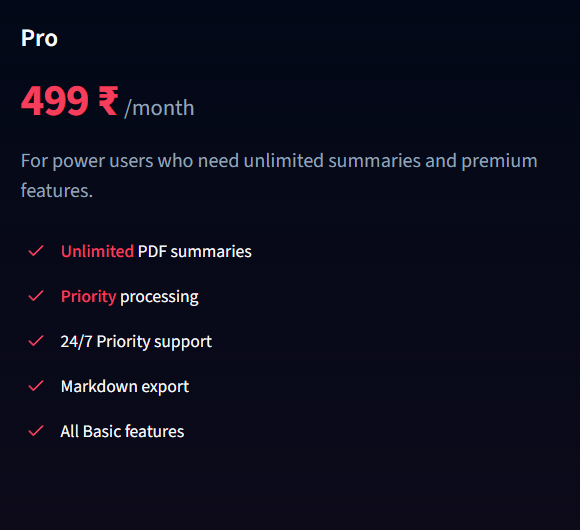 Pro
499 ₹ /month
For power users who need unlimited summaries and premium
features.
Unlimited PDF summaries
Priority processing
24/7 Priority support
Markdown export
All Basic features